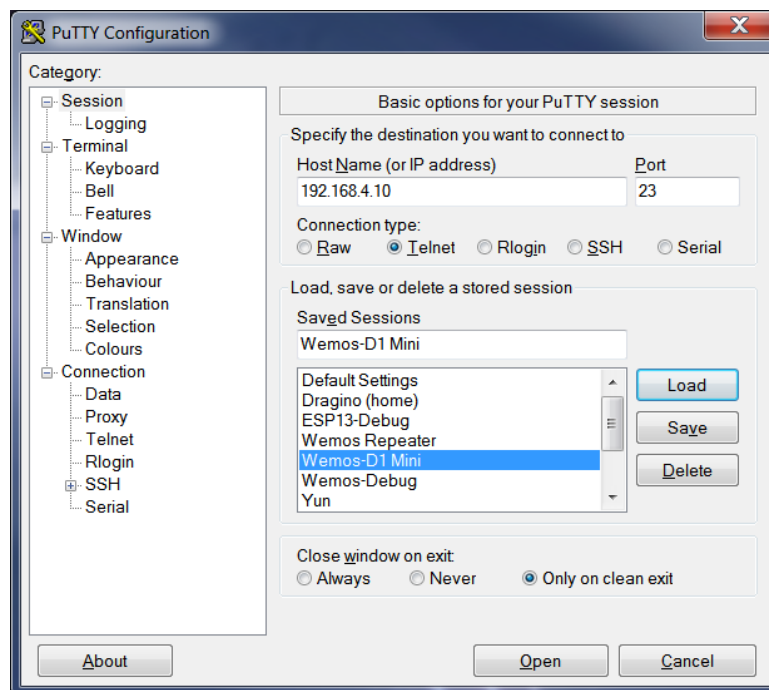 PuTTY Configuration
Category:
Session
Logging
Terminal
Keyboard
Bell
Features
Window
Appearance
Behaviour
Translation
Selection
Colours
Connection
Data
Proxy
Telnet
Rlogin
SSH
Serial
Basic options for your PuTTY session
Specify the destination you want to connect to
Host Name (or IP address) Port
192.168.4.10 23
Connection type:
Raw Telnet Rlogin SSH Serial
Load, save or delete a stored session
Saved Sessions
Wemos-D1 Mini
Default Settings
Dragino (home)
ESP13-Debug
Wemos Repeater
Wemos-D1 Mini
Wemos-Debug
Yun
Load
Save
Delete
Close window on exit:
Always Never Only on clean exit
About Open Cancel